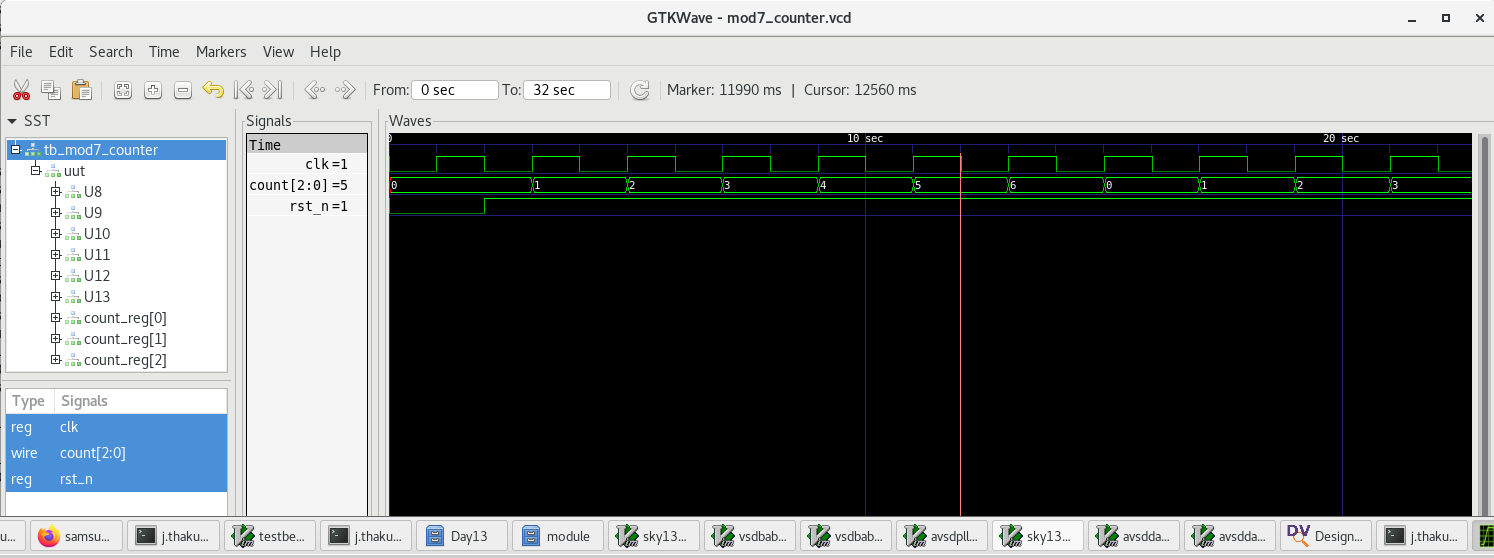 GTKWave - mod7_counter.vcd
File Edit Search Time Markers View Help
From: 0 sec To: 32 sec Marker: 11990 ms | Cursor: 12560 ms
SST
tb_mod7_counter
uut
U8
U9
U10
U11
U12
U13
count_reg[0]
count_reg[1]
count_reg[2]
Type Signals
reg clk
wire count[2:0]
reg rst_n
Signals
Time
clk =1
count[2:0] =5
rst_n =1
Waves
0 10 sec 20 sec
0 1 2 3 4 5 6 0 1 2 3
u... samsu... j.thaku... testbe... j.thaku... Day13 module sky13... vsdbab... vsdbab... avsdpll... sky13... avsdda... avsdda... DV Design... j.thaku...